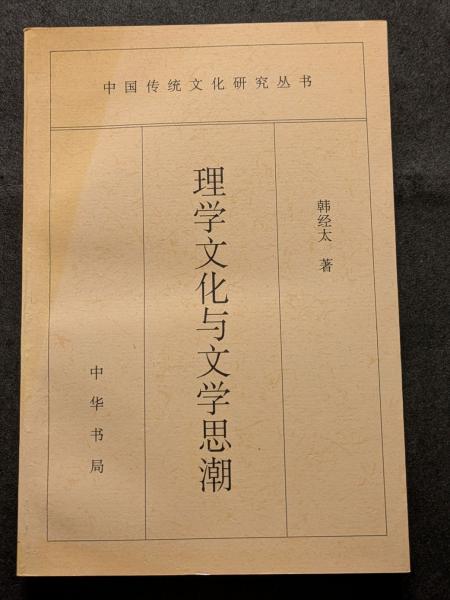 中国传统文化研究丛书
韩经太 著
理学文化与文学思潮
中华书局